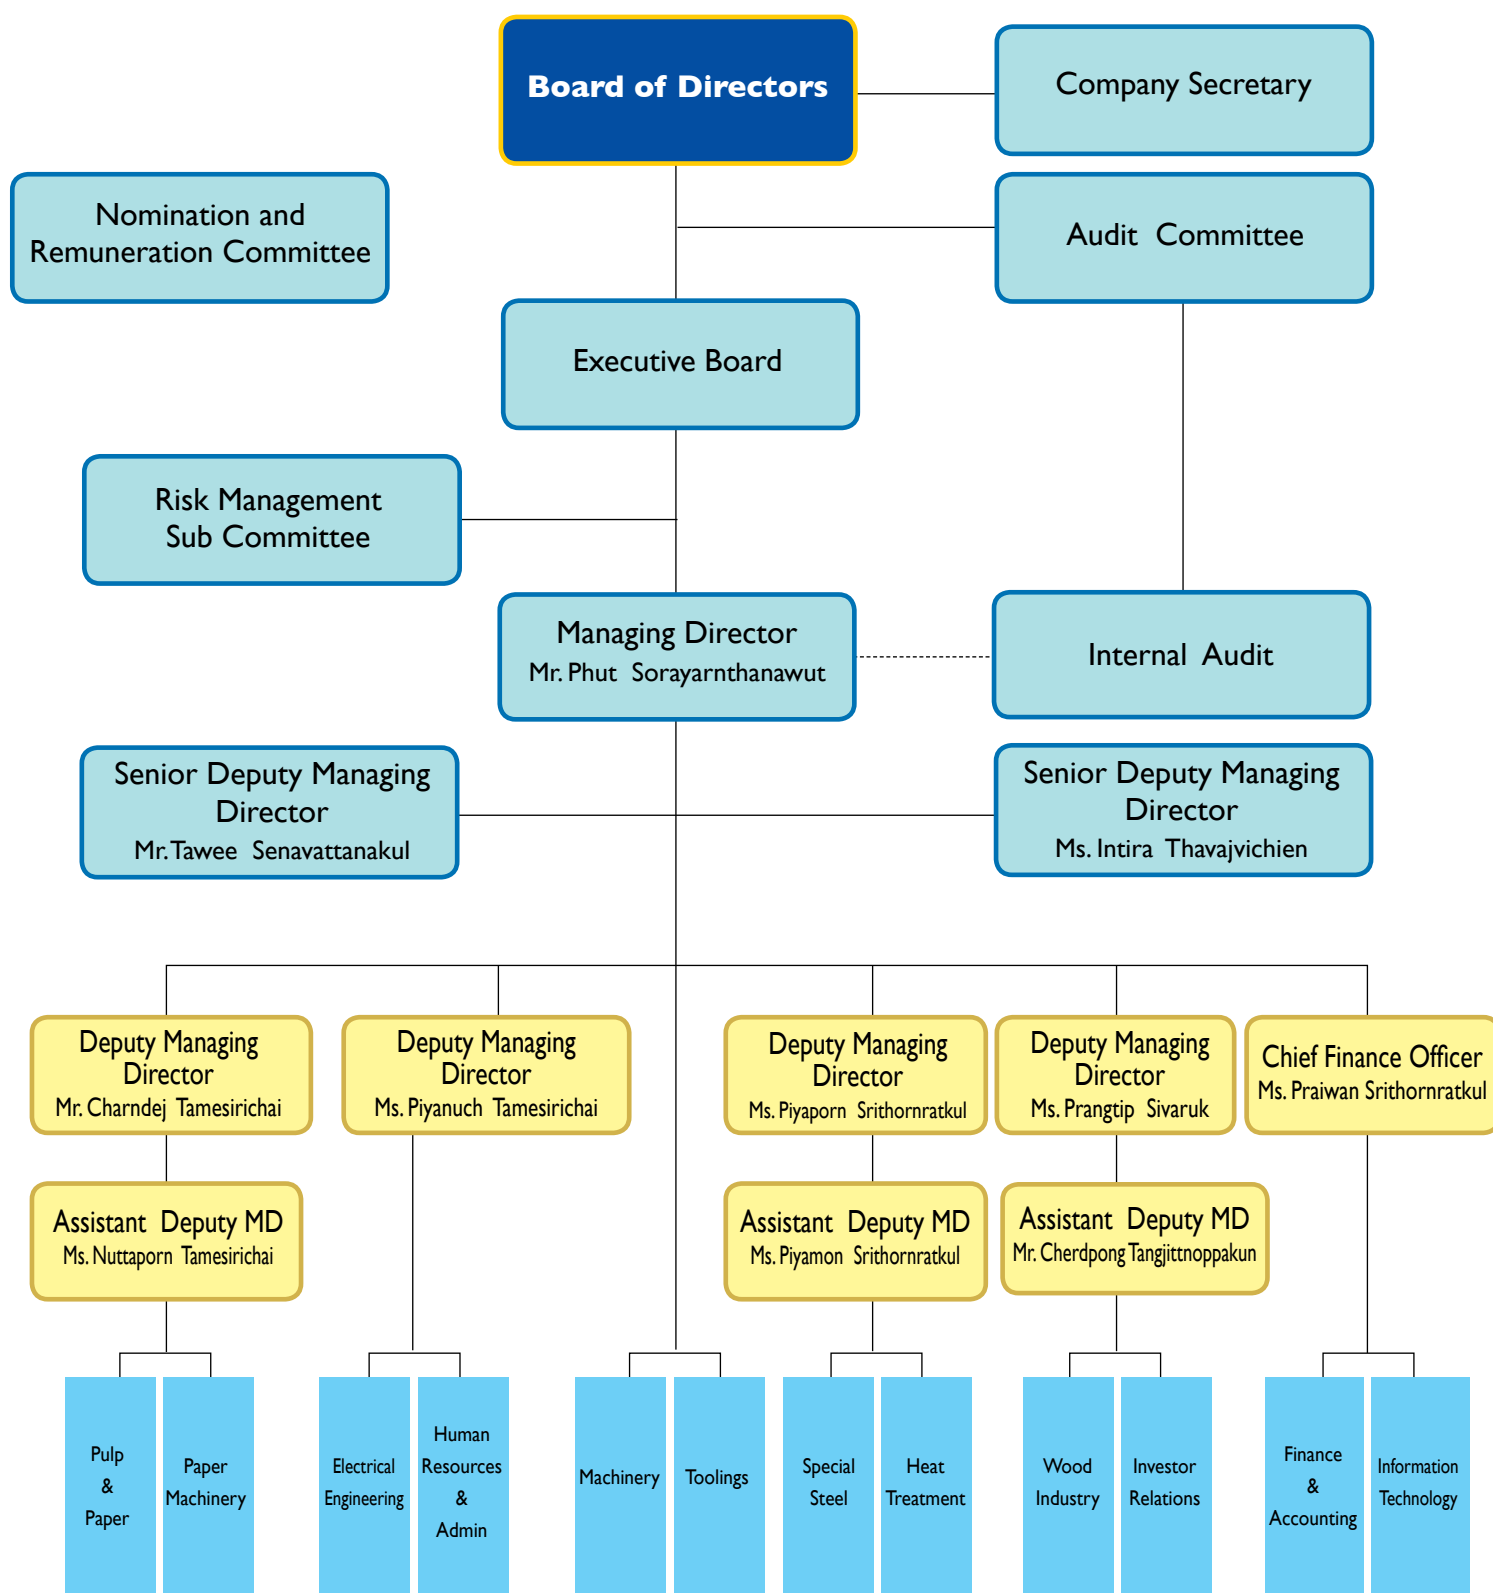 Board of Directors
Company Secretary
Nomination and
Remuneration Committee
Audit Committee
Executive Board
Risk Management
Sub Committee
Managing Director
Mr. Phut Sorayarnthanawut
Internal Audit
Senior Deputy Managing
Director
Mr. Tawee Senavattanakul
Senior Deputy Managing
Director
Ms. Intira Thavajvichien
Deputy Managing
Director
Mr. Charndej Tamesirichai
Deputy Managing
Director
Ms. Piyanuch Tamesirichai
Deputy Managing
Director
Ms. Piyaporn Srithornratkul
Deputy Managing
Director
Ms. Prangtip Sivaruk
Chief Finance Officer
Ms. Praiwan Srithornratkul
Assistant Deputy MD
Ms. Nuttaporn Tamesirichai
Assistant Deputy MD
Ms. Piyamon Srithornratkul
Assistant Deputy MD
Mr. Cherdpong Tangjittnoppakun
Pulp
&
Paper
Paper
Machinery
Electrical
Engineering
Human
Resources
&
Admin
Machinery
Toolings
Special
Steel
Heat
Treatment
Wood
Industry
Investor
Relations
Finance
&
Accounting
Information
Technology